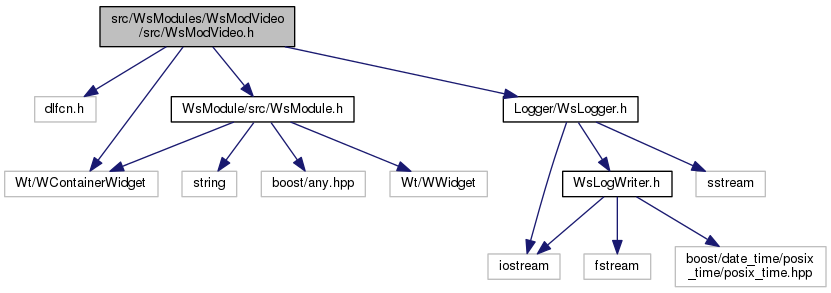 src/WsModules/WsModVideo
/src/WsModVideo.h
dlfcn.h
WsModule/src/WsModule.h
Logger/WsLogger.h
Wt/WContainerWidget
string
boost/any.hpp
Wt/WWidget
WsLogWriter.h
sstream
iostream
fstream
boost/date_time/posix
_time/posix_time.hpp